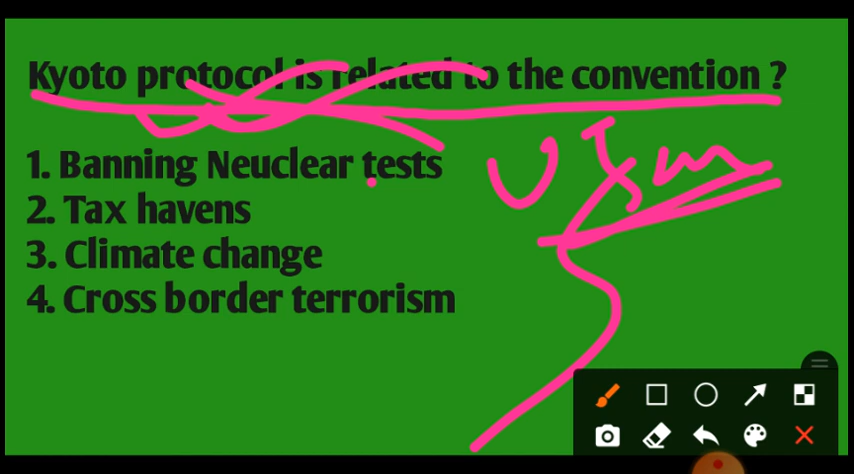 Kyoto protocol is related to the convention ?
1. Banning Neuclear tests
2. Tax havens
3. Climate change
4. Cross border terrorism